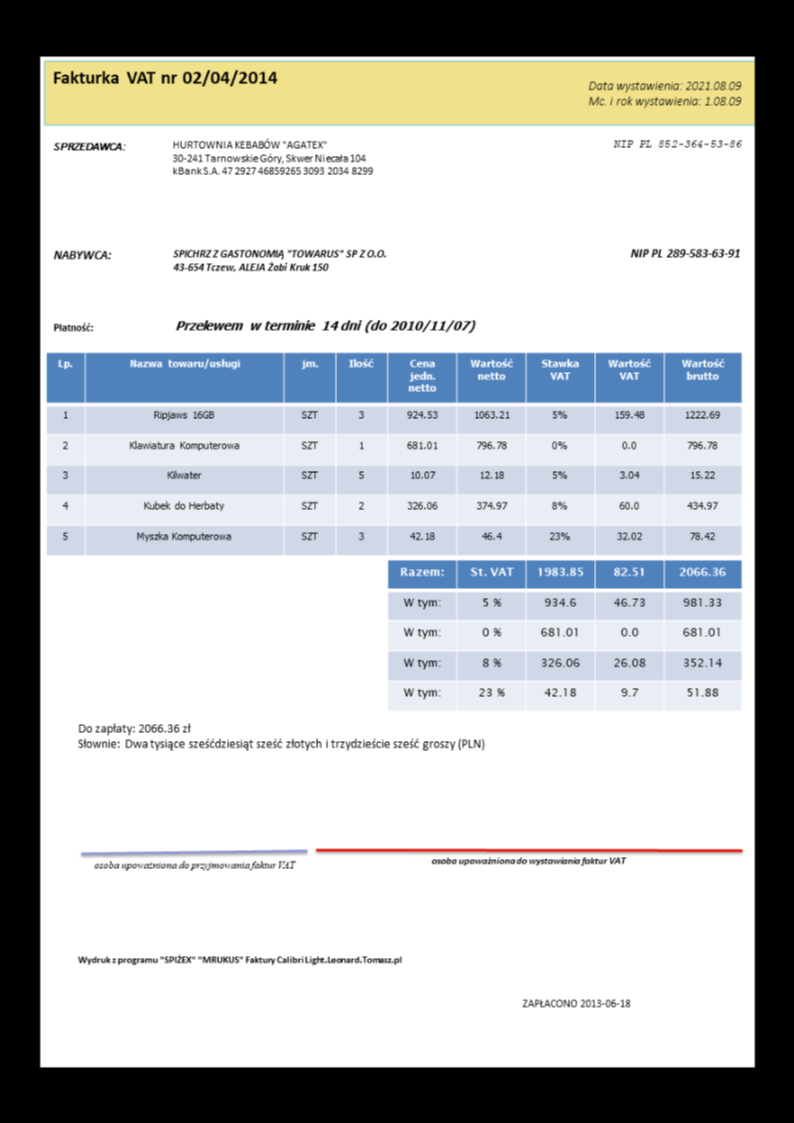 Fakturka VAT nr 02/04/2014
Data wystawienia: 2021.08.09
Mc. i rok wystawienia: 1.08.09
SPRZEDAWCA: HURTOWNIA KEBABÓW "AGATEX" NIP PL 852-364-53-86
30-241 Tarnowskie Góry, Skwer Niecała 104
kBank S.A. 47 2927 46859265 3093 2034 8299
NABYWCA: SPICHRZ Z GASTONOMIĄ "TOWARUS" SP Z O.O. NIP PL 289-583-63-91
43-654 Tczew, ALEJA Żabi Kruk 150
Płatność: Przelewem w terminie 14 dni (do 2010/11/07)
Lp. Nazwa towaru/usługi jm. Ilość Cena jedn. netto Wartość netto Stawka VAT Wartość VAT Wartość brutto
1 Ripjaws 16GB SZT 3 924.53 1063.21 5% 159.48 1222.69
2 Klawiatura Komputerowa SZT 1 681.01 796.78 0% 0.0 796.78
3 Kilwater SZT 5 10.07 12.18 5% 3.04 15.22
4 Kubek do Herbaty SZT 2 326.06 374.97 8% 60.0 434.97
5 Myszka Komputerowa SZT 3 42.18 46.4 23% 32.02 78.42
Razem: St. VAT 1983.85 82.51 2066.36
W tym: 5 % 934.6 46.73 981.33
W tym: 0 % 681.01 0.0 681.01
W tym: 8 % 326.06 26.08 352.14
W tym: 23 % 42.18 9.7 51.88
Do zapłaty: 2066.36 zł
Słownie: Dwa tysiące sześćdziesiąt sześć złotych i trzydzieście sześć groszy (PLN)
osoba upoważniona do przyjmowania faktur VAT osoba upoważniona do wystawiania faktur VAT
Wydruk z programu "SPIŻEX" "MRUKUS" Faktury Calibri Light.Leonard.Tomasz.pl
ZAPŁACONO 2013-06-18